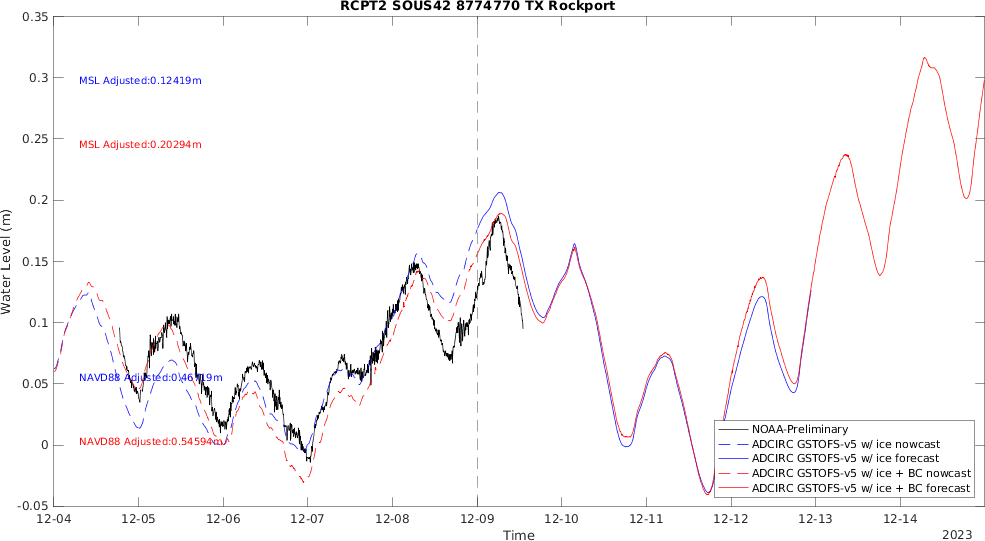 RCPT2 SOUS42 8774770 TX Rockport
0.35
0.3
0.25
0.2
0.15
0.1
0.05
0
-0.05
Water Level (m)
MSL Adjusted:0.12419m
MSL Adjusted:0.20294m
NAVD88 Adjusted:0.46719m
NAVD88 Adjusted:0.54594m
NOAA-Preliminary
ADCIRC GSTOFS-v5 w/ ice nowcast
ADCIRC GSTOFS-v5 w/ ice forecast
ADCIRC GSTOFS-v5 w/ ice + BC nowcast
ADCIRC GSTOFS-v5 w/ ice + BC forecast
12-04 12-05 12-06 12-07 12-08 12-09 12-10 12-11 12-12 12-13 12-14
Time
2023